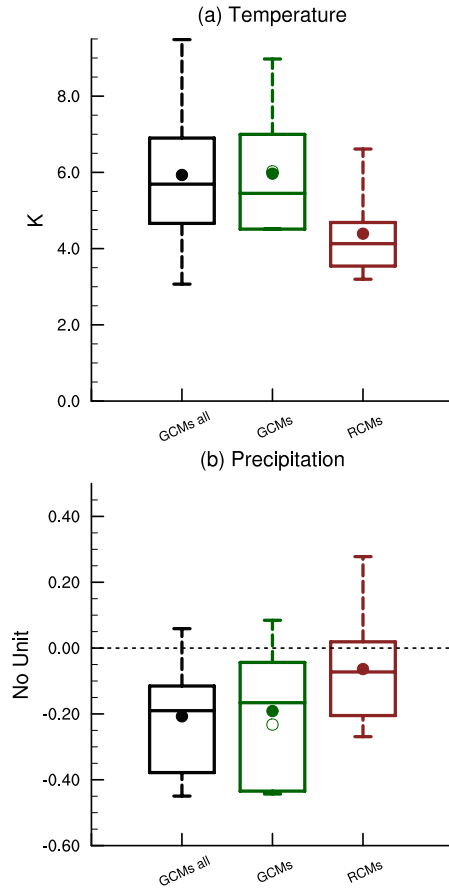 (a) Temperature
8.0
6.0
K
4.0
2.0
0.0
GCMs all
GCMs
RCMs
(b) Precipitation
0.40
0.20
0.00
No Unit
-0.20
-0.40
-0.60
GCMs all
GCMs
RCMs